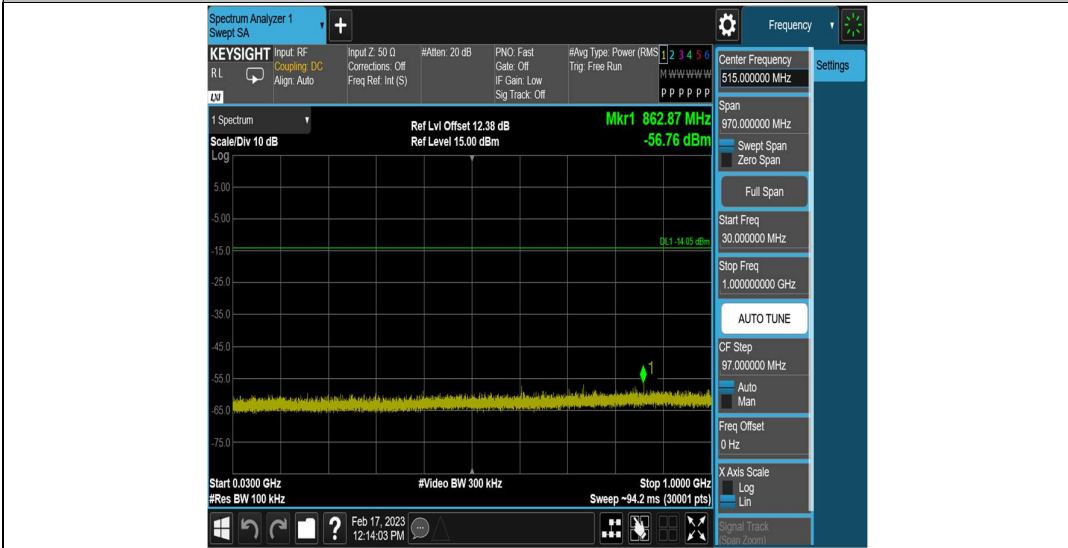 Spectrum Analyzer 1
Swept SA
+
Frequency
KEYSIGHT
RL
LXI
Input: RF
Coupling: DC
Align: Auto
Input Z: 50 Ω
Corrections: Off
Freq Ref: Int (S)
#Atten: 20 dB
PNO: Fast
Gate: Off
IF Gain: Low
Sig Track: Off
#Avg Type: Power (RMS
Trig: Free Run
1 2 3 4 5 6
M W W W W W
P P P P P P
1 Spectrum
Scale/Div 10 dB
Ref Lvl Offset 12.38 dB
Ref Level 15.00 dBm
Mkr1 862.87 MHz
-56.76 dBm
Log
5.00
-5.00
-15.0
-25.0
-35.0
-45.0
-55.0
-65.0
-75.0
DL1 -14.05 dBm
1
Start 0.0300 GHz
#Res BW 100 kHz
#Video BW 300 kHz
Stop 1.0000 GHz
Sweep ~94.2 ms (30001 pts)
?
Feb 17, 2023
12:14:03 PM
Center Frequency
515.000000 MHz
Span
970.000000 MHz
Swept Span
Zero Span
Full Span
Start Freq
30.000000 MHz
Stop Freq
1.000000000 GHz
AUTO TUNE
CF Step
97.000000 MHz
Auto
Man
Freq Offset
0 Hz
X Axis Scale
Log
Lin
Signal Track
(Span Zoom)
Settings